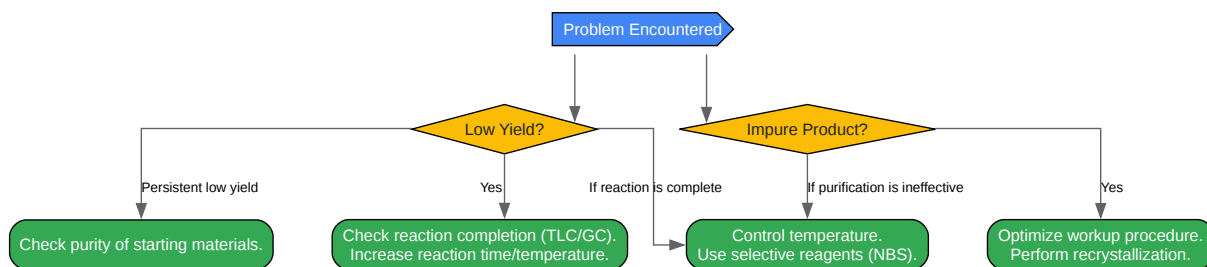 Problem Encountered
Low Yield?
Impure Product?
Persistent low yield
Yes
If reaction is complete
If purification is ineffective
Yes
Check purity of starting materials.
Check reaction completion (TLC/GC).
Increase reaction time/temperature.
Control temperature.
Use selective reagents (NBS).
Optimize workup procedure.
Perform recrystallization.